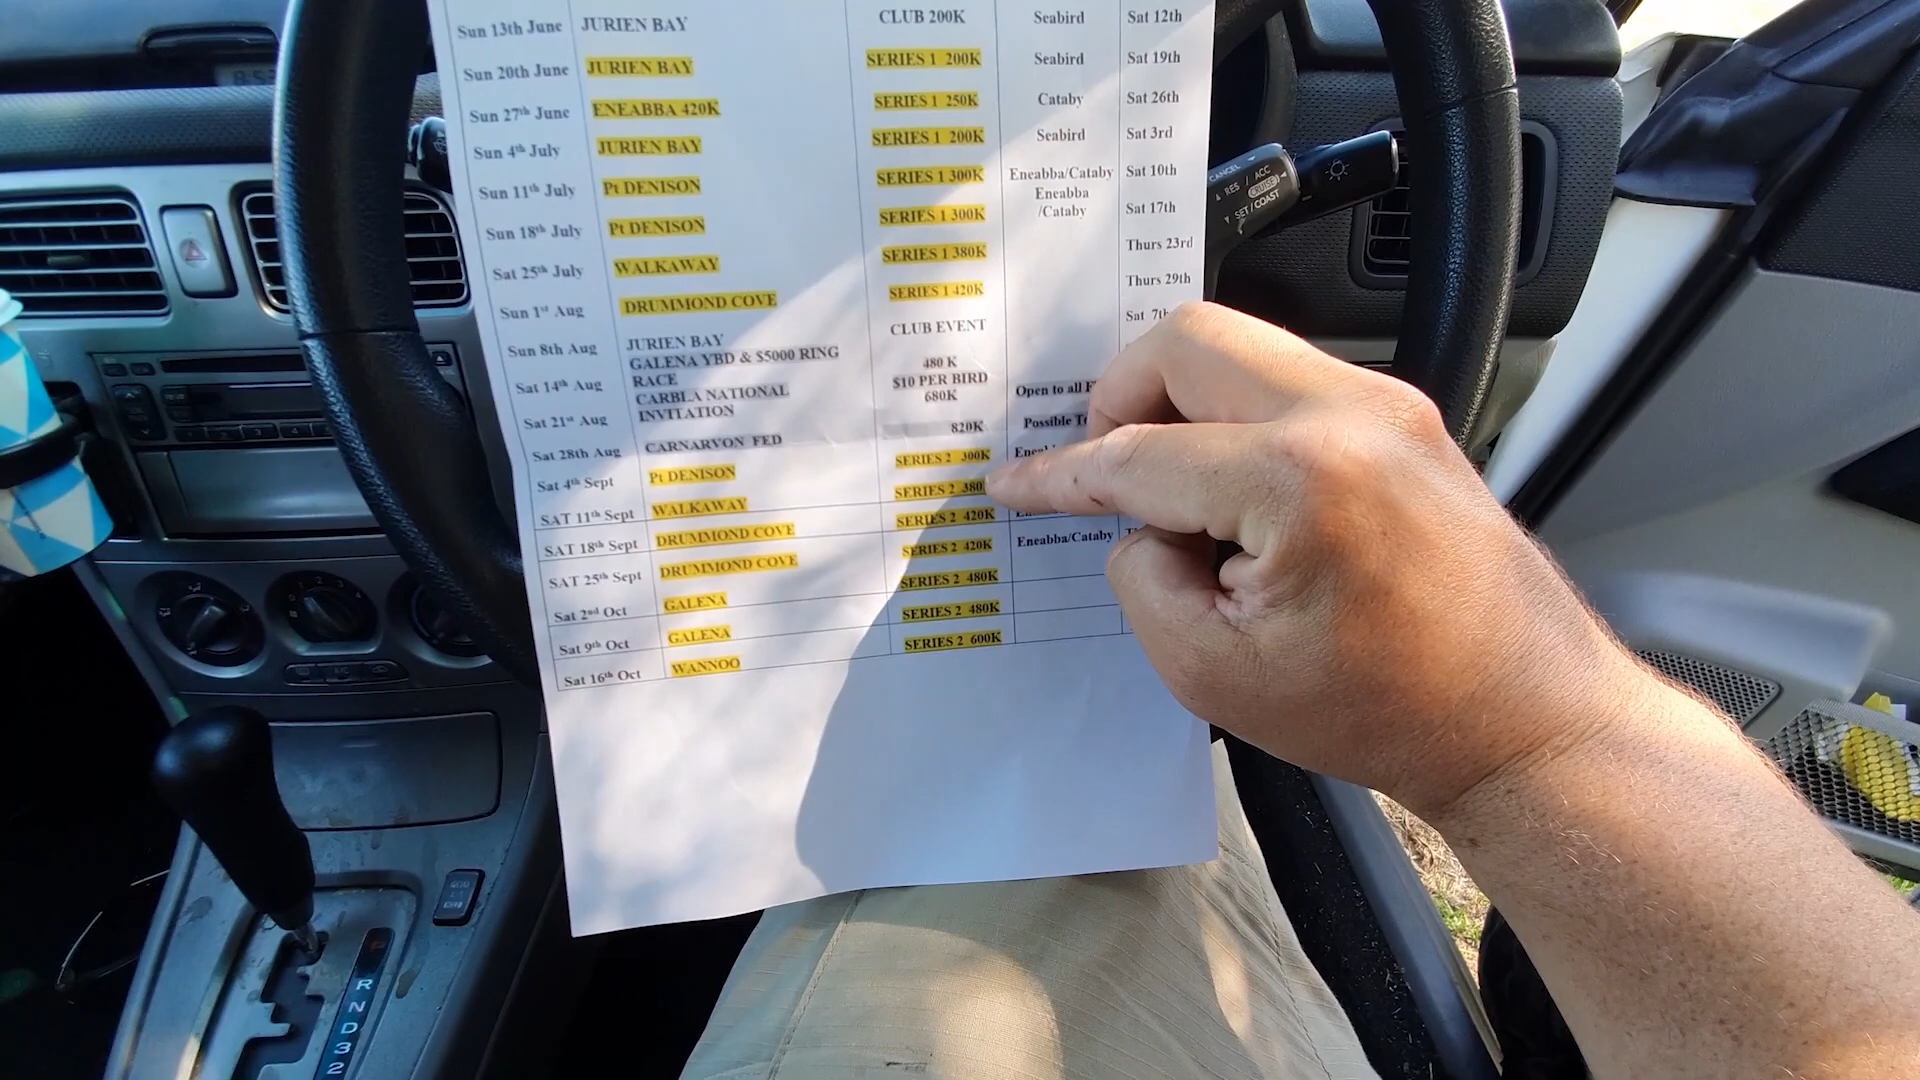 Sun 13th June JURIEN BAY CLUB 200K Seabird Sat 12th
Sun 20th June JURIEN BAY SERIES 1 200K Seabird Sat 19th
Sun 27th June ENEABBA 420K SERIES 1 250K Cataby Sat 26th
Sun 4th July JURIEN BAY SERIES 1 200K Seabird Sat 3rd
Sun 11th July Pt DENISON SERIES 1 300K Eneabba/Cataby Sat 10th
Sun 18th July Pt DENISON SERIES 1 300K Eneabba /Cataby Sat 17th
Sat 25th July WALKAWAY SERIES 1 380K Thurs 23rd
Sun 1st Aug DRUMMOND COVE SERIES 1 420K Thurs 29th
Sun 8th Aug JURIEN BAY CLUB EVENT Sat 7th
Sat 14th Aug GALENA YBD & $5000 RING RACE 480 K $10 PER BIRD Open to all
Sat 21st Aug CARBLA NATIONAL INVITATION 680K
Sat 28th Aug CARNARVON FED 820K Possible
Sat 4th Sept Pt DENISON SERIES 2 300K
SAT 11th Sept WALKAWAY SERIES 2 380
SAT 18th Sept DRUMMOND COVE SERIES 2 420K
SAT 25th Sept DRUMMOND COVE SERIES 2 420K Eneabba/Cataby
Sat 2nd Oct GALENA SERIES 2 480K
Sat 9th Oct GALENA SERIES 2 480K
Sat 16th Oct WANNOO SERIES 2 600K
CANCEL
RES / ACC
CRUISE
SET / COAST
R
N
D
3
2